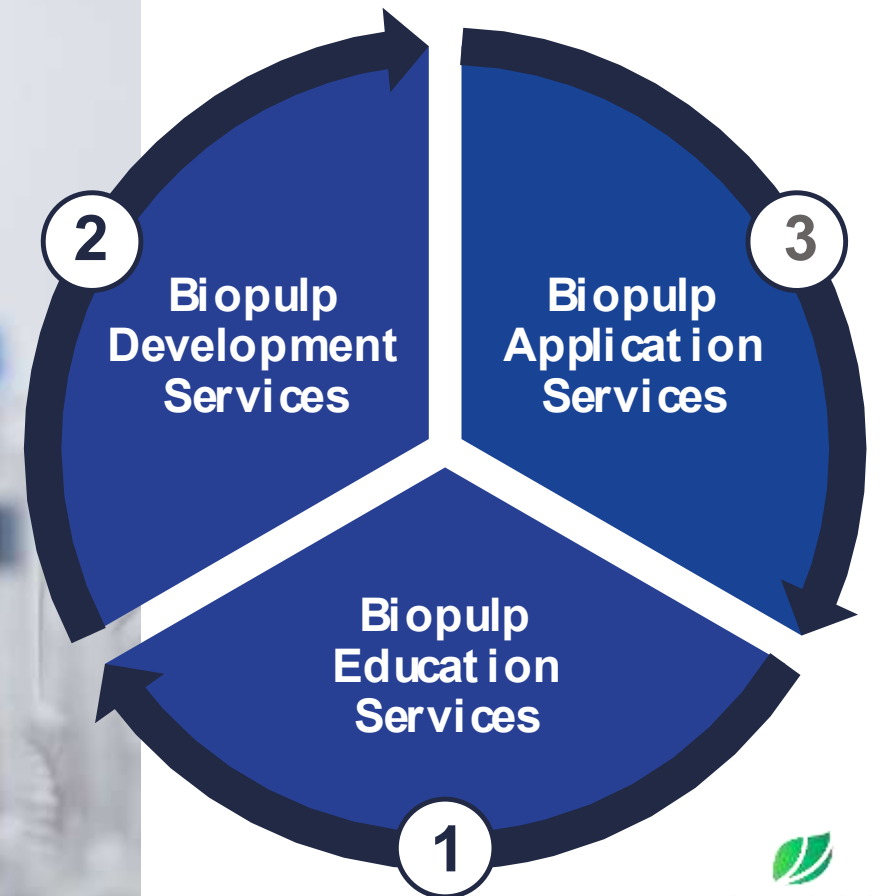 2
Biopulp
Development
Services
3
Biopulp
Application
Services
Biopulp
Education
Services
1